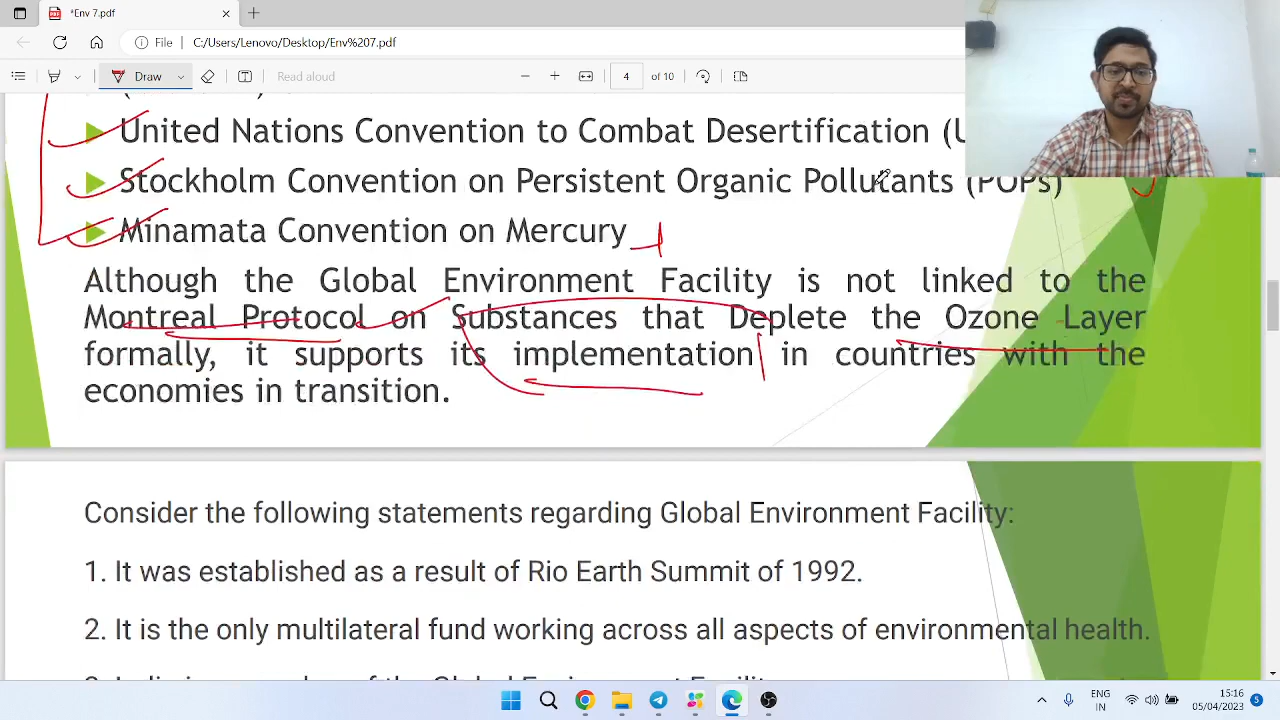 *Env 7.pdf
File C:/Users/Lenovo/Desktop/Env%207.pdf
Draw Read aloud 4 of 10
United Nations Convention to Combat Desertification (U
Stockholm Convention on Persistent Organic Pollutants (POPs)
Minamata Convention on Mercury
Although the Global Environment Facility is not linked to the
Montreal Protocol on Substances that Deplete the Ozone Layer
formally, it supports its implementation in countries with the
economies in transition.
Consider the following statements regarding Global Environment Facility:
1. It was established as a result of Rio Earth Summit of 1992.
2. It is the only multilateral fund working across all aspects of environmental health.
ENG 15:16
IN 05/04/2023 5